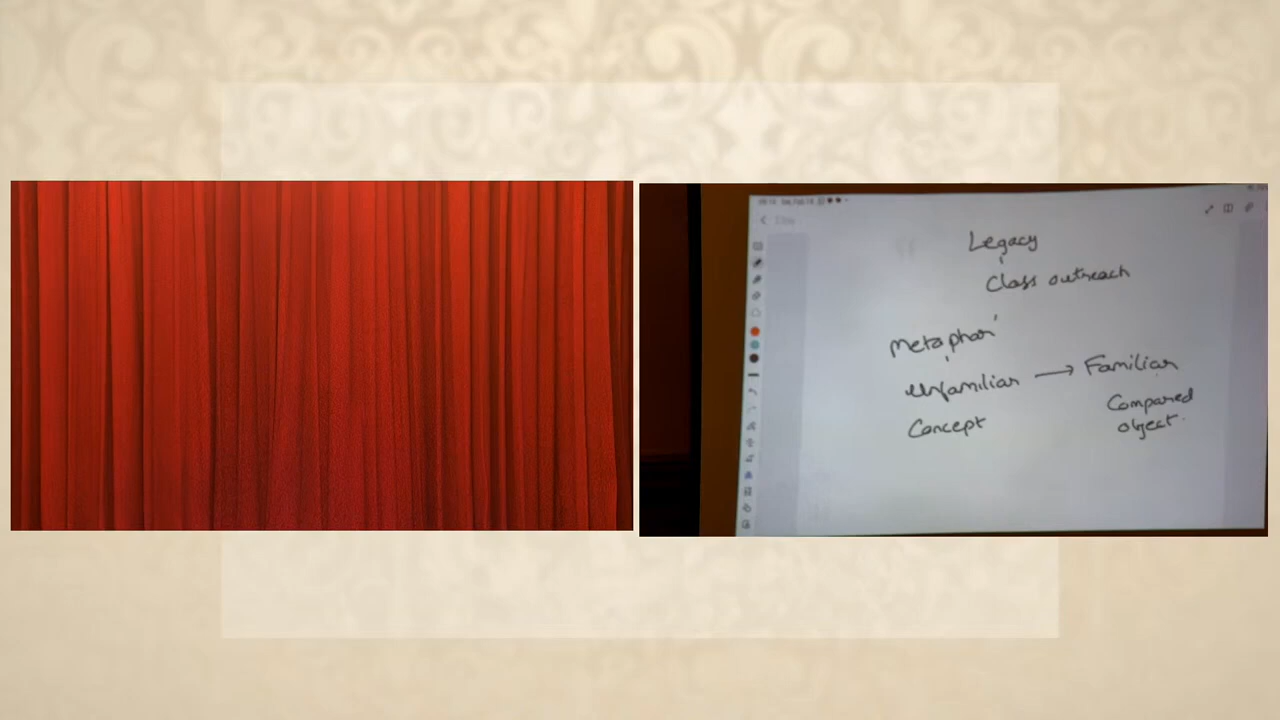 Legacy
Class outreach
Metaphor
Unfamiliar → Familiar
Concept
Compared
object.